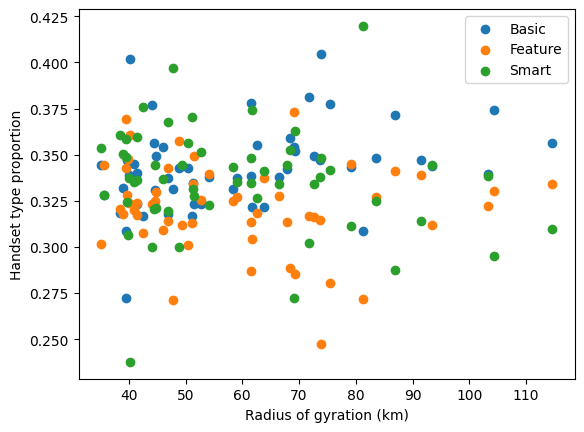 0.425
0.400
0.375
0.350
0.325
0.300
0.275
0.250
Handset type proportion
Basic
Feature
Smart
40 50 60 70 80 90 100 110
Radius of gyration (km)